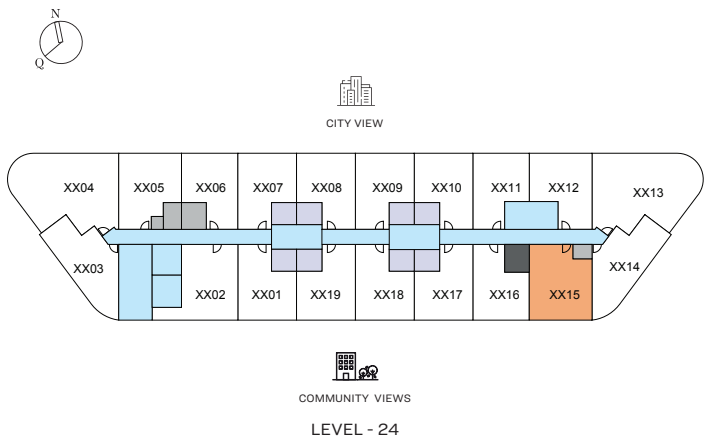 N
Q
CITY VIEW
XX04 XX05 XX06 XX07 XX08 XX09 XX10 XX11 XX12 XX13
XX03 XX02 XX01 XX19 XX18 XX17 XX16 XX15 XX14
COMMUNITY VIEWS
LEVEL - 24